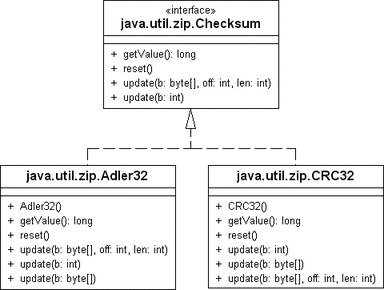 «interface»
java.util.zip.Checksum
+ getValue(): long
+ reset()
+ update(b: byte[], off: int, len: int)
+ update(b: int)
java.util.zip.Adler32
+ Adler32()
+ getValue(): long
+ reset()
+ update(b: byte[], off: int, len: int)
+ update(b: int)
+ update(b: byte[])
java.util.zip.CRC32
+ CRC32()
+ getValue(): long
+ reset()
+ update(b: int)
+ update(b: byte[])
+ update(b: byte[], off: int, len: int)